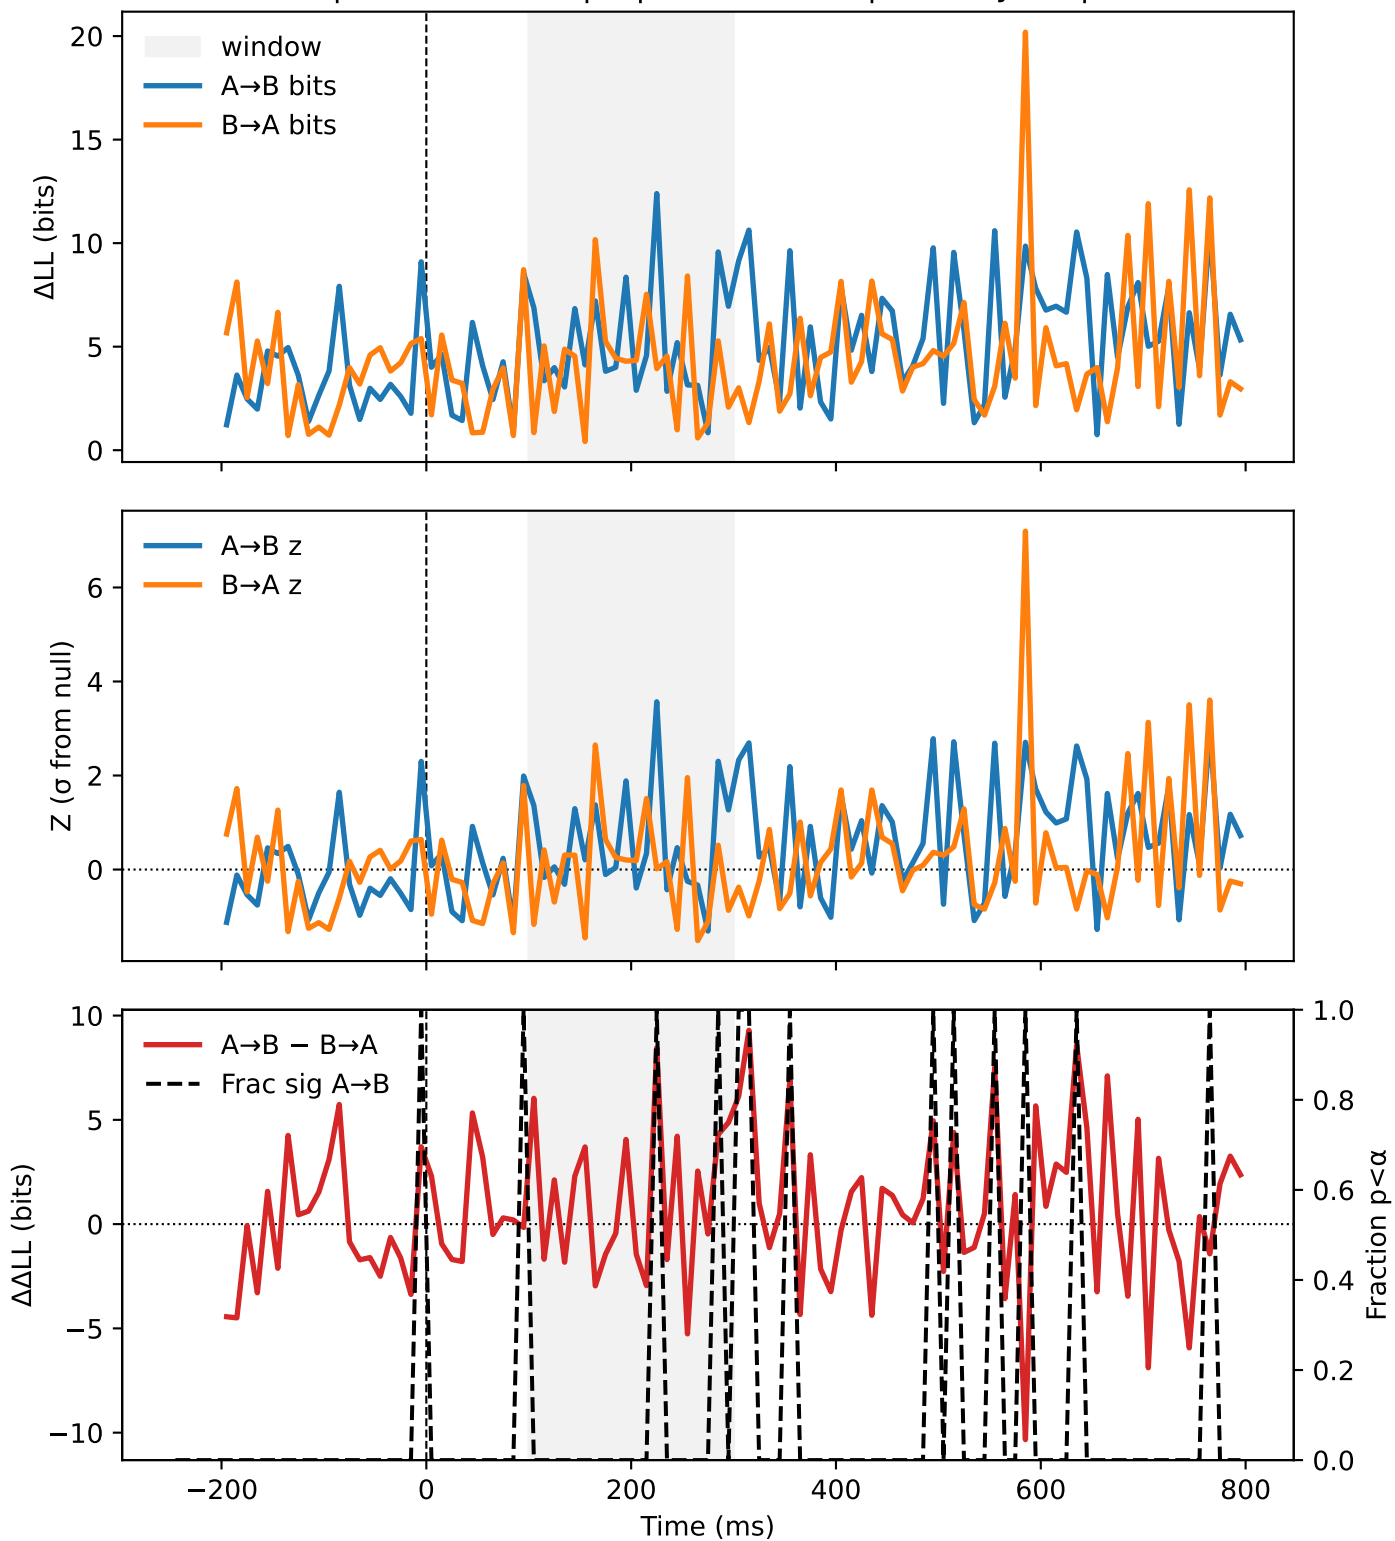 20
15
10
5
0
ΔLL (bits)
window
A→B bits
B→A bits
6
4
2
0
Z (σ from null)
A→B z
B→A z
10
5
0
−5
−10
ΔΔLL (bits)
A→B − B→A
Frac sig A→B
1.0
0.8
0.6
0.4
0.2
0.0
Fraction p<α
−200 0 200 400 600 800
Time (ms)